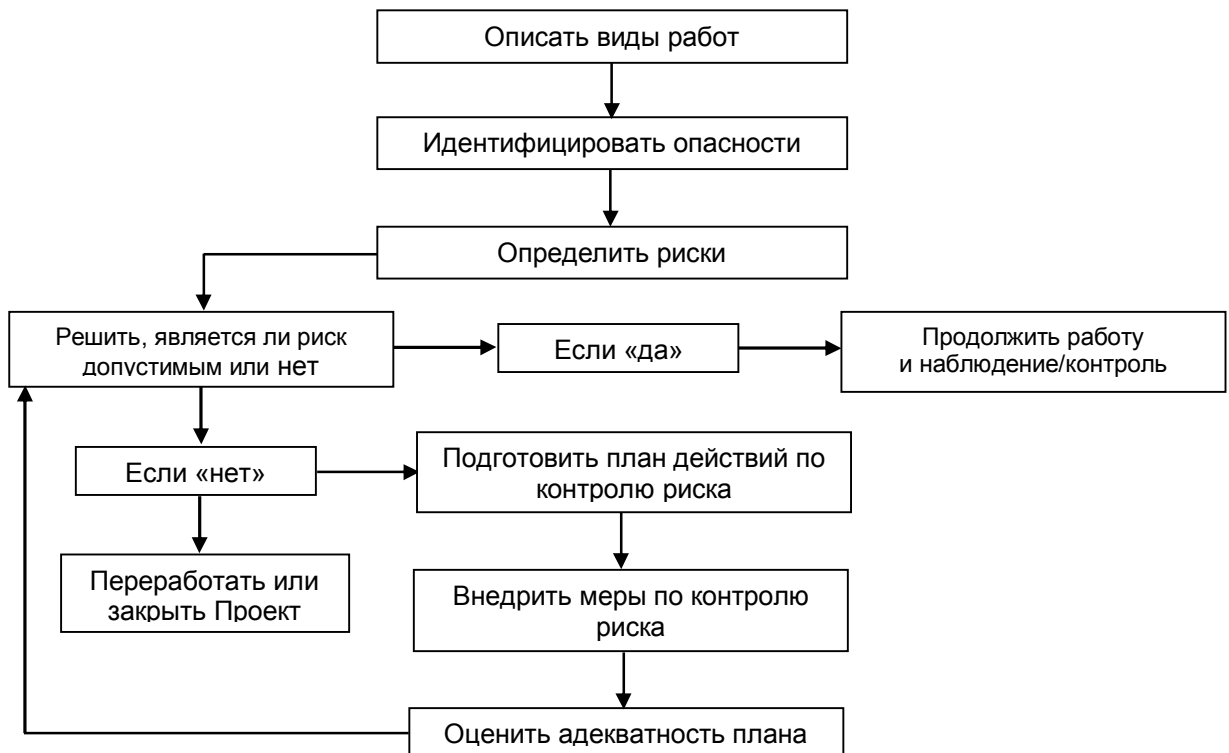 Описать виды работ
Идентифицировать опасности
Определить риски
Решить, является ли риск
допустимым или нет
Если «да»
Продолжить работу
и наблюдение/контроль
Если «нет»
Подготовить план действий по
контролю риска
Переработать или
закрыть Проект
Внедрить меры по контролю
риска
Оценить адекватность плана